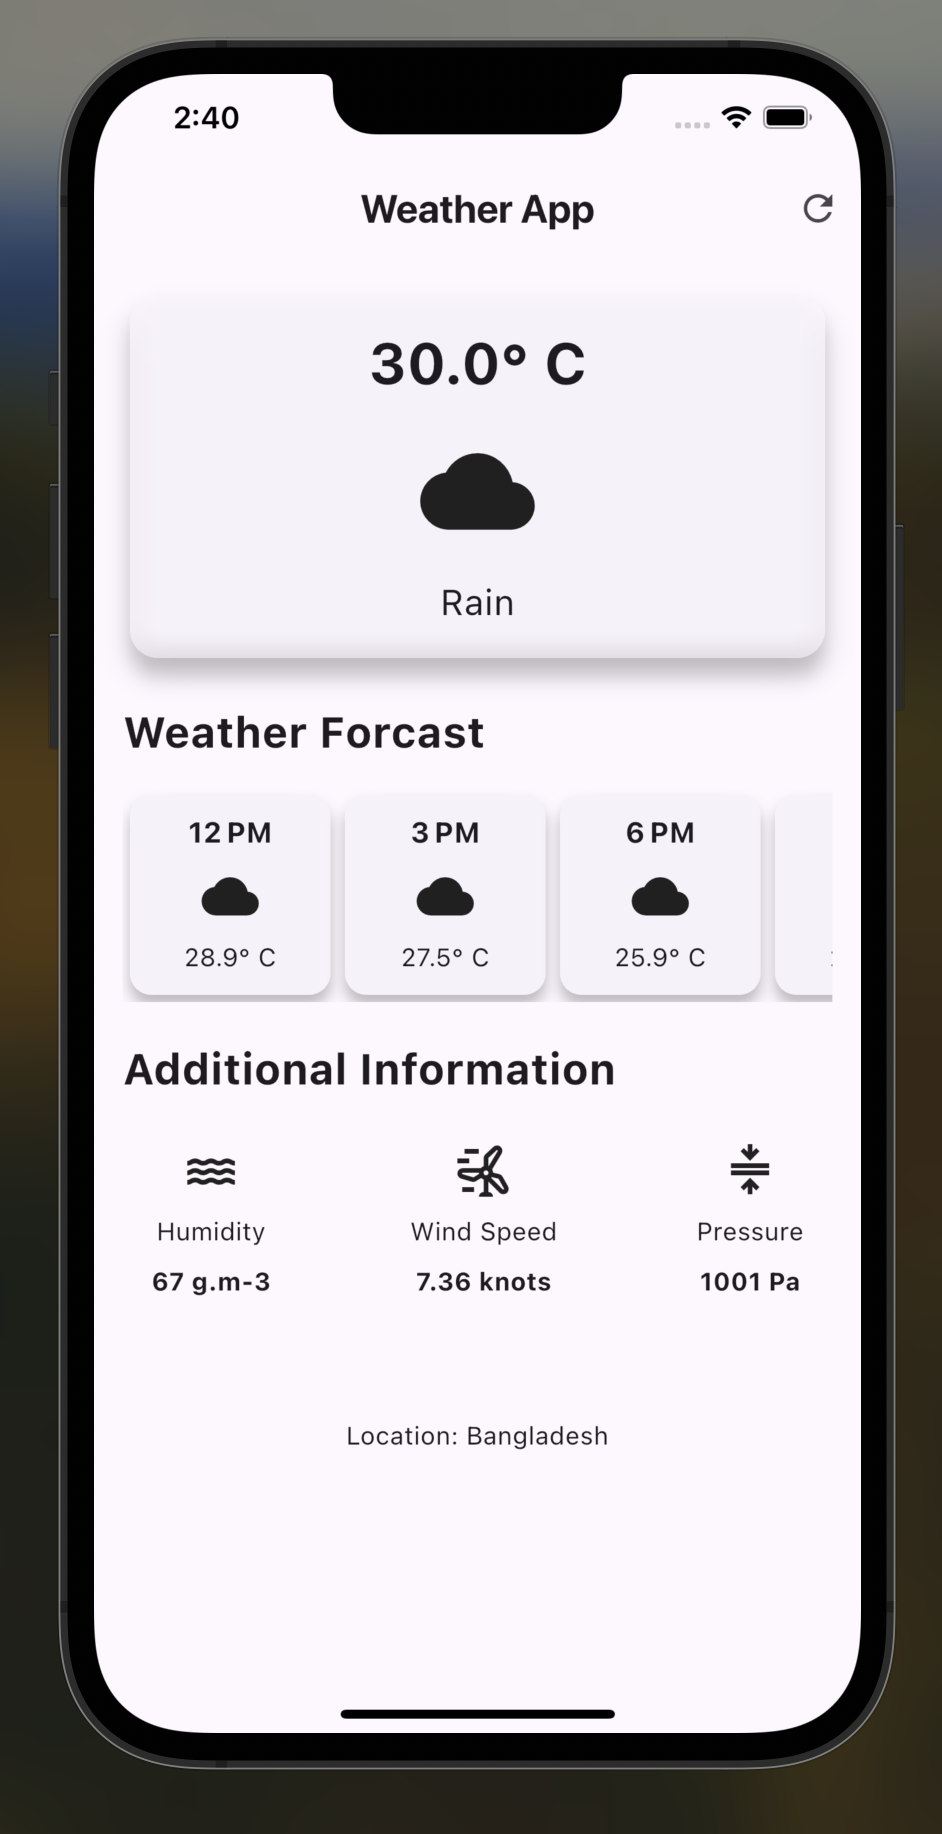 2:40
Weather App
30.0° C
Rain
Weather Forcast
12 PM 3 PM 6 PM
28.9° C 27.5° C 25.9° C
Additional Information
Humidity Wind Speed Pressure
67 g.m-3 7.36 knots 1001 Pa
Location: Bangladesh